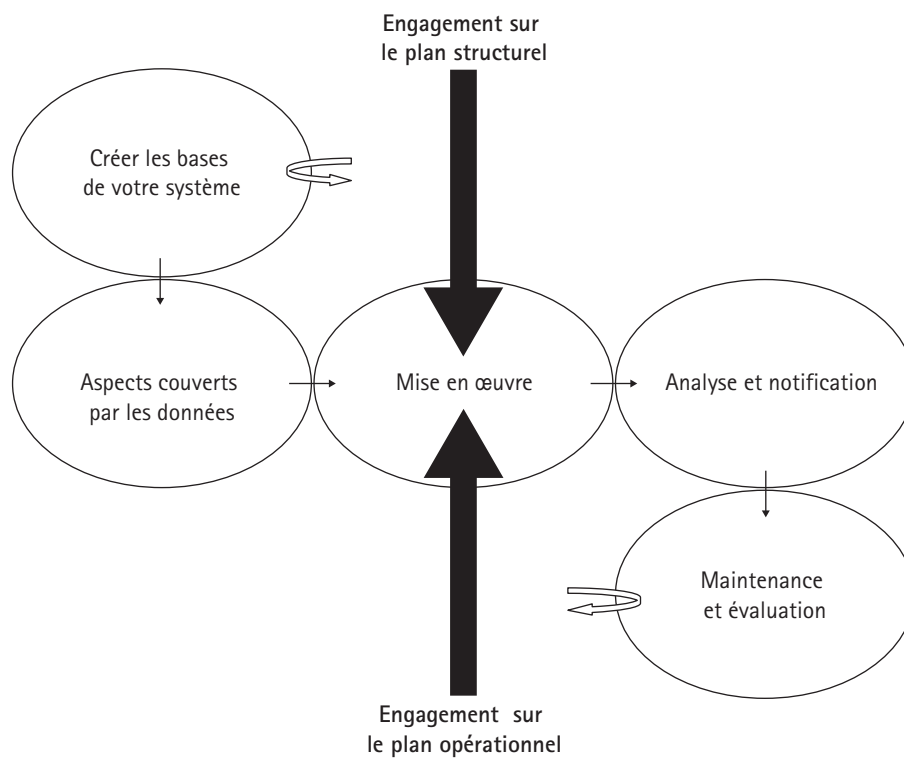 Engagement sur
le plan structurel
Créer les bases
de votre système
Aspects couverts
par les données
Mise en œuvre
Analyse et notification
Maintenance
et évaluation
Engagement sur
le plan opérationnel